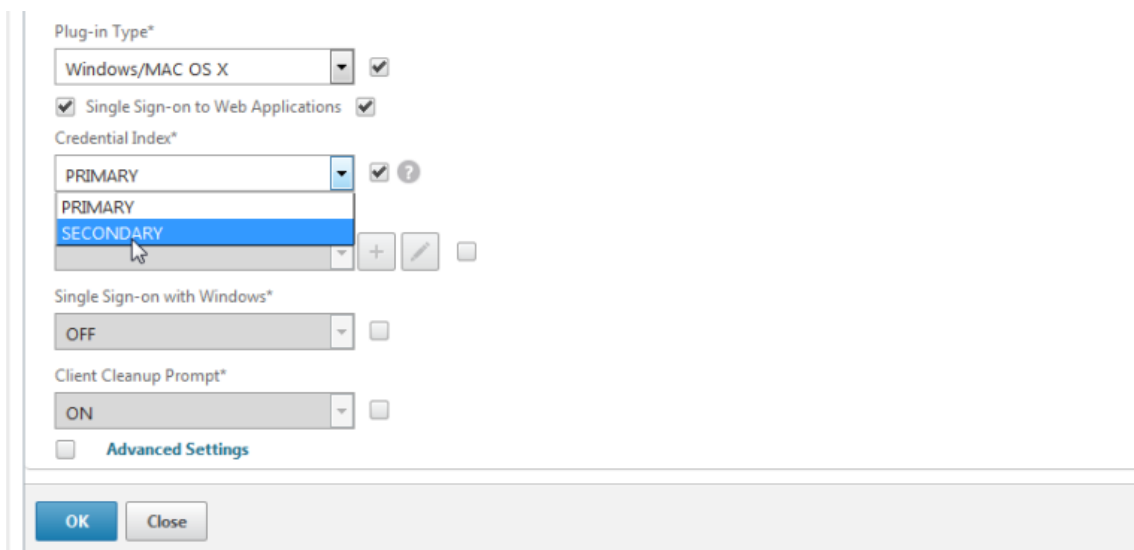 Plug-in Type*
Windows/MAC OS X
Single Sign-on to Web Applications
Credential Index*
PRIMARY
?
PRIMARY
SECONDARY
+
Single Sign-on with Windows*
OFF
Client Cleanup Prompt*
ON
Advanced Settings
OK Close